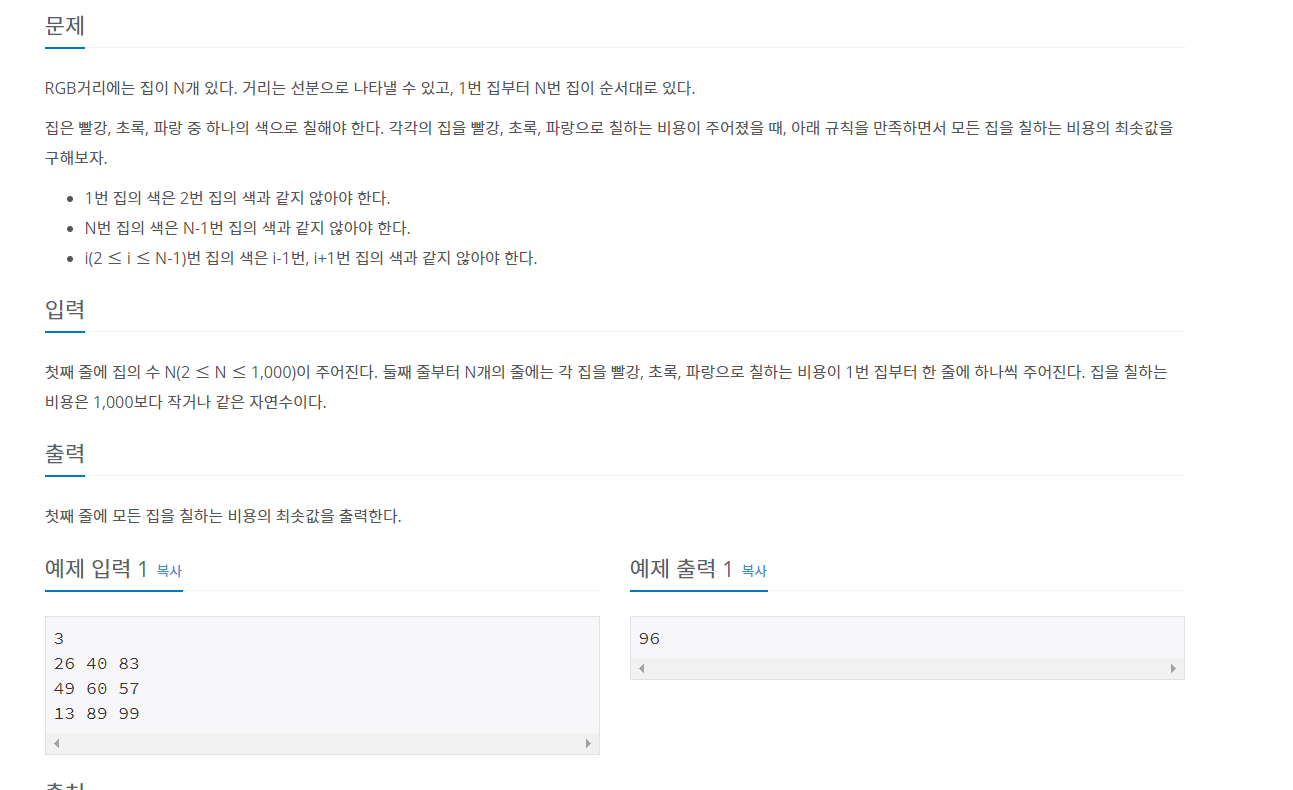 문제
RGB거리에는 집이 N개 있다. 거리는 선분으로 나타낼 수 있고, 1번 집부터 N번 집이 순서대로 있다.
집은 빨강, 초록, 파랑 중 하나의 색으로 칠해야 한다. 각각의 집을 빨강, 초록, 파랑으로 칠하는 비용이 주어졌을 때, 아래 규칙을 만족하면서 모든 집을 칠하는 비용의 최솟값을
구해보자.
• 1번 집의 색은 2번 집의 색과 같지 않아야 한다.
• N번 집의 색은 N-1번 집의 색과 같지 않아야 한다.
• i(2 ≤ i ≤ N-1)번 집의 색은 i-1번, i+1번 집의 색과 같지 않아야 한다.
입력
첫째 줄에 집의 수 N(2 ≤ N ≤ 1,000)이 주어진다. 둘째 줄부터 N개의 줄에는 각 집을 빨강, 초록, 파랑으로 칠하는 비용이 1번 집부터 한 줄에 하나씩 주어진다. 집을 칠하는
비용은 1,000보다 작거나 같은 자연수이다.
출력
첫째 줄에 모든 집을 칠하는 비용의 최솟값을 출력한다.
예제 입력 1 복사
3
26 40 83
49 60 57
13 89 99
예제 출력 1 복사
96